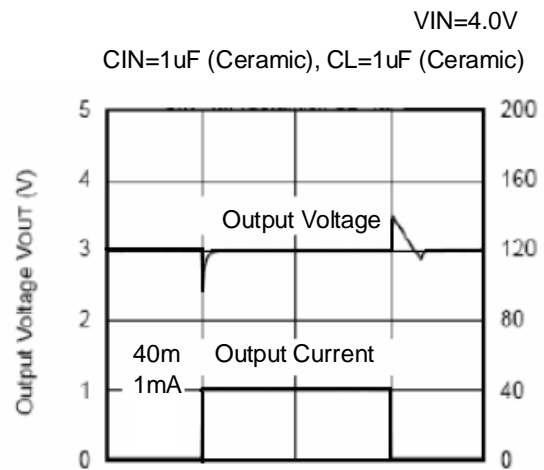 VIN=4.0V
CIN=1uF (Ceramic), CL=1uF (Ceramic)
5
200
4
160
Output Voltage VOUT (V)
Output Voltage
3
120
2
80
40m
Output Current
1mA
1
40
0
0